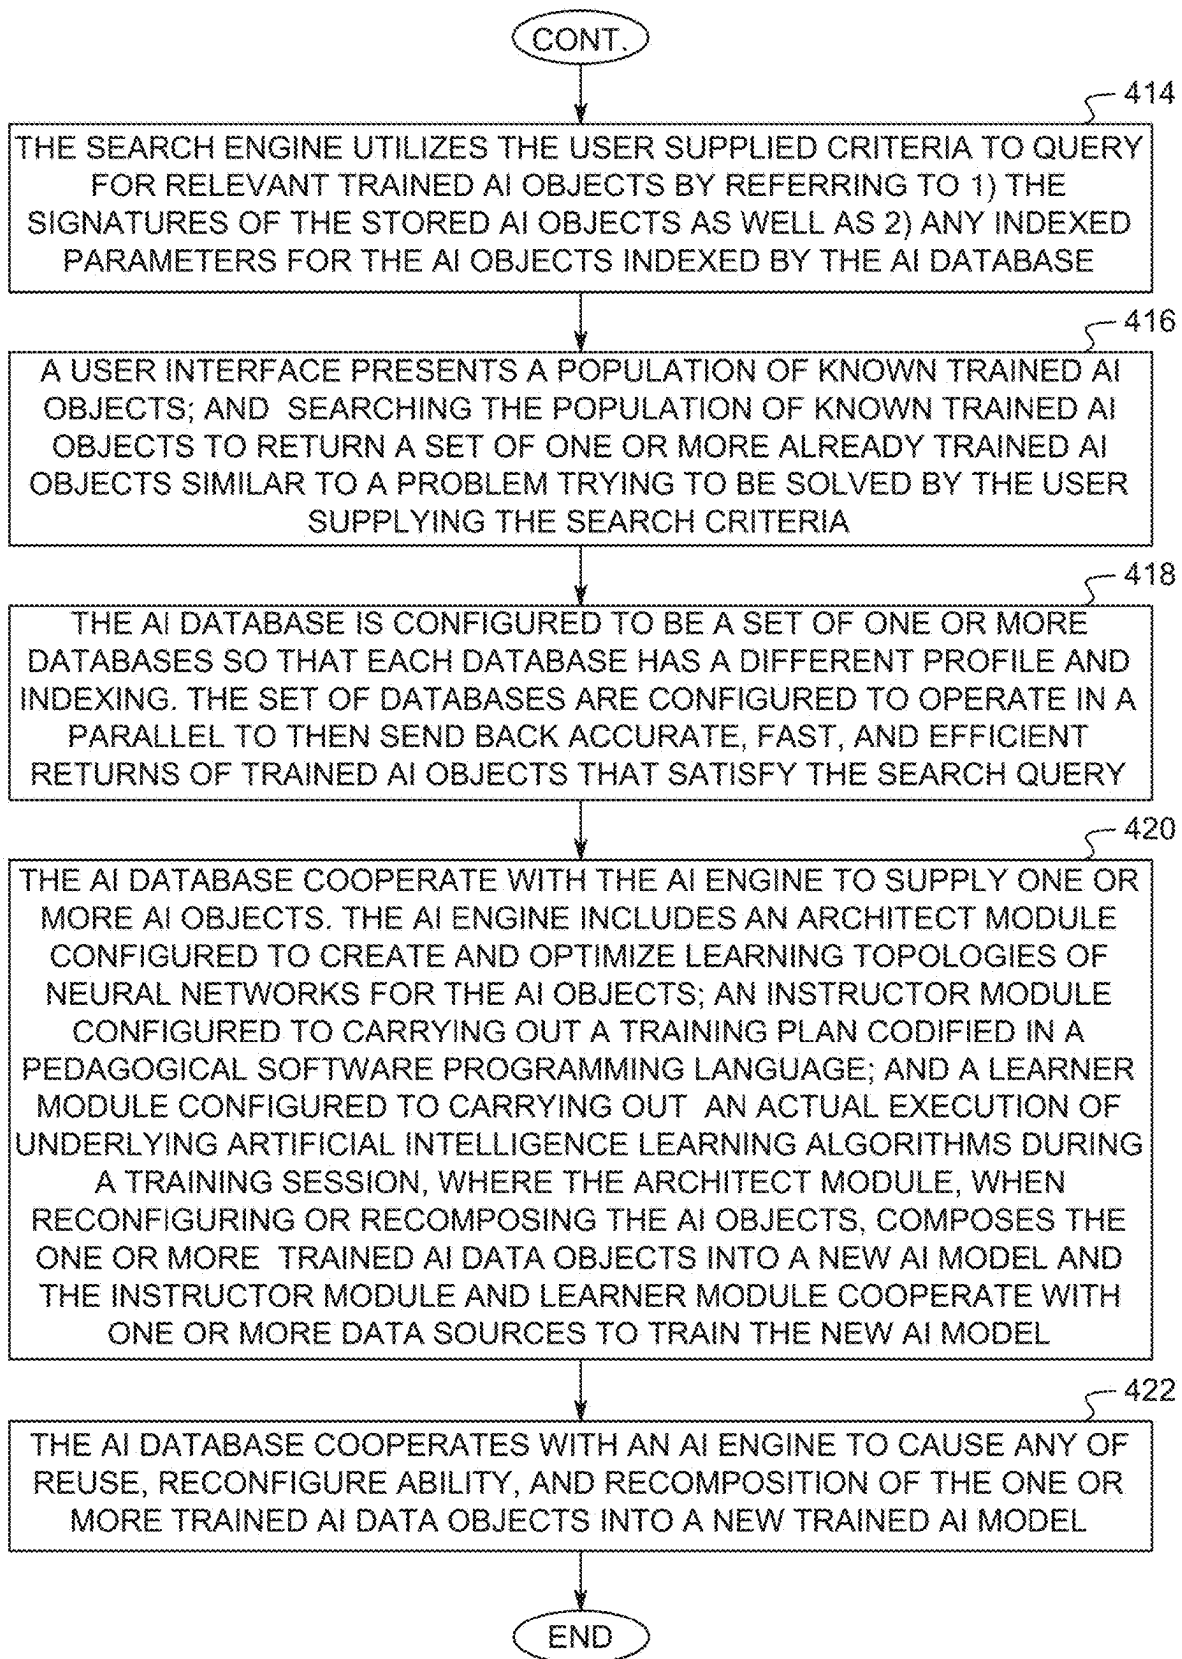 CONT.
414
THE SEARCH ENGINE UTILIZES THE USER SUPPLIED CRITERIA TO QUERY
FOR RELEVANT TRAINED AI OBJECTS BY REFERRING TO 1) THE
SIGNATURES OF THE STORED AI OBJECTS AS WELL AS 2) ANY INDEXED
PARAMETERS FOR THE AI OBJECTS INDEXED BY THE AI DATABASE
416
A USER INTERFACE PRESENTS A POPULATION OF KNOWN TRAINED AI
OBJECTS; AND SEARCHING THE POPULATION OF KNOWN TRAINED AI
OBJECTS TO RETURN A SET OF ONE OR MORE ALREADY TRAINED AI
OBJECTS SIMILAR TO A PROBLEM TRYING TO BE SOLVED BY THE USER
SUPPLYING THE SEARCH CRITERIA
418
THE AI DATABASE IS CONFIGURED TO BE A SET OF ONE OR MORE
DATABASES SO THAT EACH DATABASE HAS A DIFFERENT PROFILE AND
INDEXING. THE SET OF DATABASES ARE CONFIGURED TO OPERATE IN A
PARALLEL TO THEN SEND BACK ACCURATE, FAST, AND EFFICIENT
RETURNS OF TRAINED AI OBJECTS THAT SATISFY THE SEARCH QUERY
420
THE AI DATABASE COOPERATE WITH THE AI ENGINE TO SUPPLY ONE OR
MORE AI OBJECTS. THE AI ENGINE INCLUDES AN ARCHITECT MODULE
CONFIGURED TO CREATE AND OPTIMIZE LEARNING TOPOLOGIES OF
NEURAL NETWORKS FOR THE AI OBJECTS; AN INSTRUCTOR MODULE
CONFIGURED TO CARRYING OUT A TRAINING PLAN CODIFIED IN A
PEDAGOGICAL SOFTWARE PROGRAMMING LANGUAGE; AND A LEARNER
MODULE CONFIGURED TO CARRYING OUT AN ACTUAL EXECUTION OF
UNDERLYING ARTIFICIAL INTELLIGENCE LEARNING ALGORITHMS DURING
A TRAINING SESSION, WHERE THE ARCHITECT MODULE, WHEN
RECONFIGURING OR RECOMPOSING THE AI OBJECTS, COMPOSES THE
ONE OR MORE TRAINED AI DATA OBJECTS INTO A NEW AI MODEL AND
THE INSTRUCTOR MODULE AND LEARNER MODULE COOPERATE WITH
ONE OR MORE DATA SOURCES TO TRAIN THE NEW AI MODEL
422
THE AI DATABASE COOPERATES WITH AN AI ENGINE TO CAUSE ANY OF
REUSE, RECONFIGURE ABILITY, AND RECOMPOSITION OF THE ONE OR
MORE TRAINED AI DATA OBJECTS INTO A NEW TRAINED AI MODEL
END